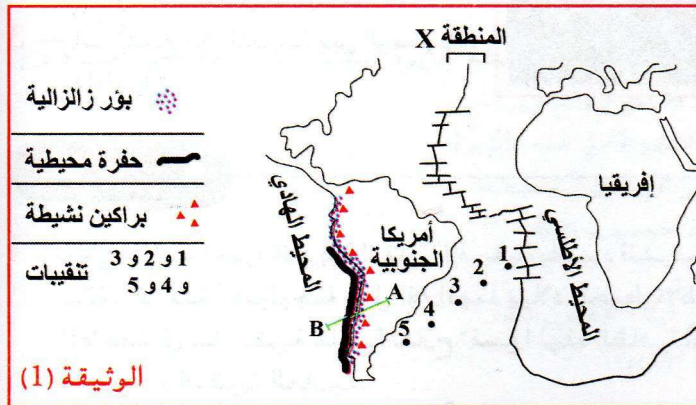 المنطقة X
بؤر زالزالية
حفرة محيطية
براكين نشيطة
1 و 2 و 3
و 4 و 5
تنقيبات
المحيط الهادي
أمريكا
الجنوبية
إفريقيا
المحيط الأطلسي
A
B
1
2
3
4
5
الوثيقة (1)